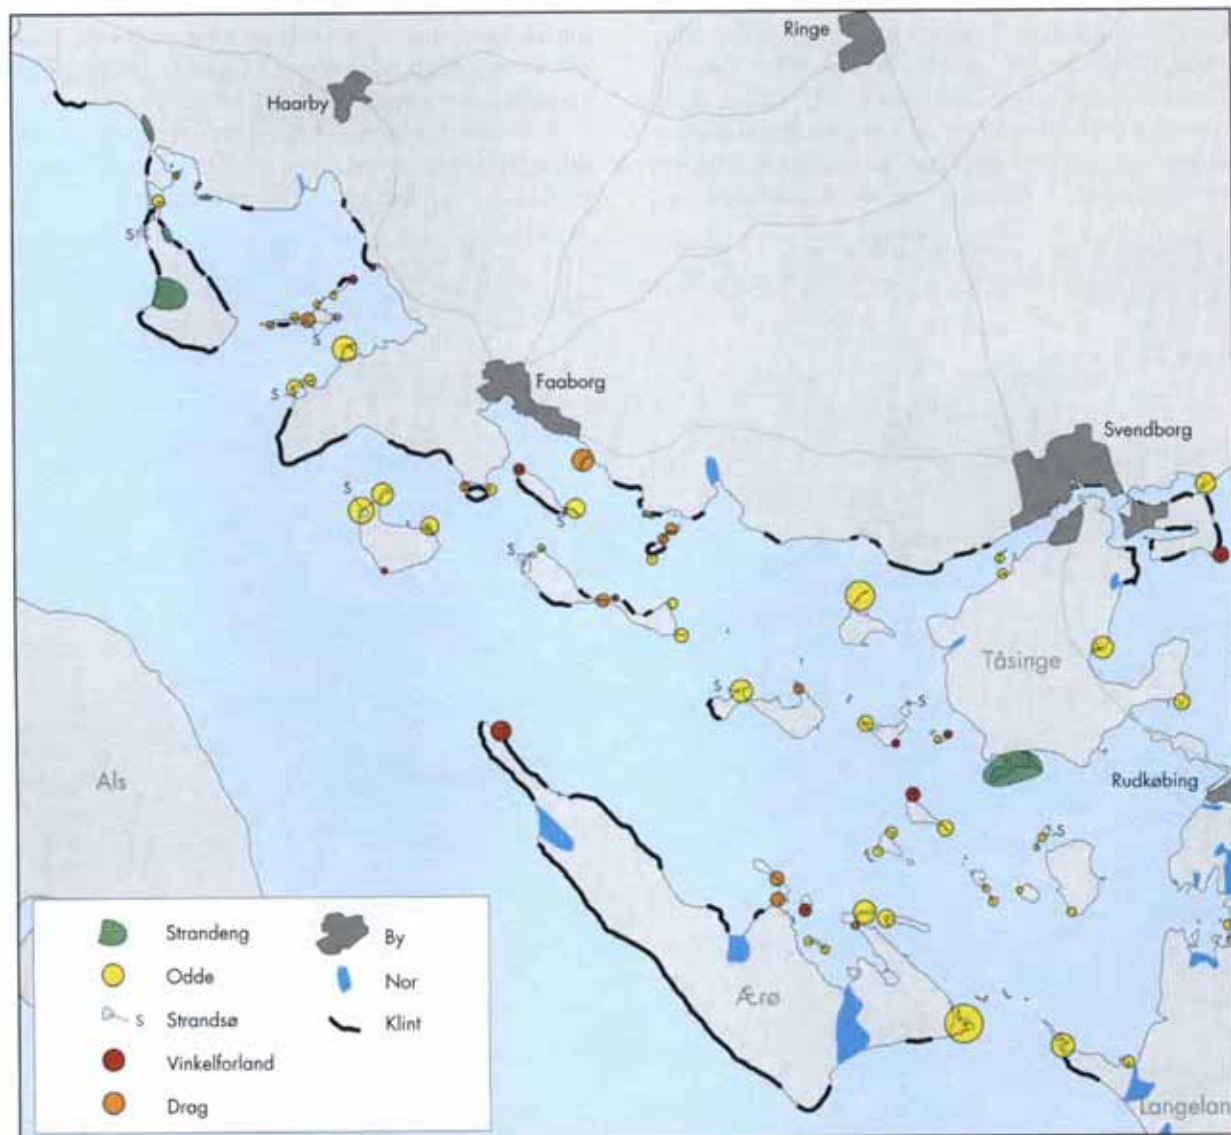 Ringe
Haarby
S
S
Faaborg
S
Svendborg
S
S
S
Tåsinge
S
S
Als
Rudkøbing
S
Strandeng
By
Odde
Nor
S Strandsø
Klint
Ærø
Vinkelforland
Drag
Langelan